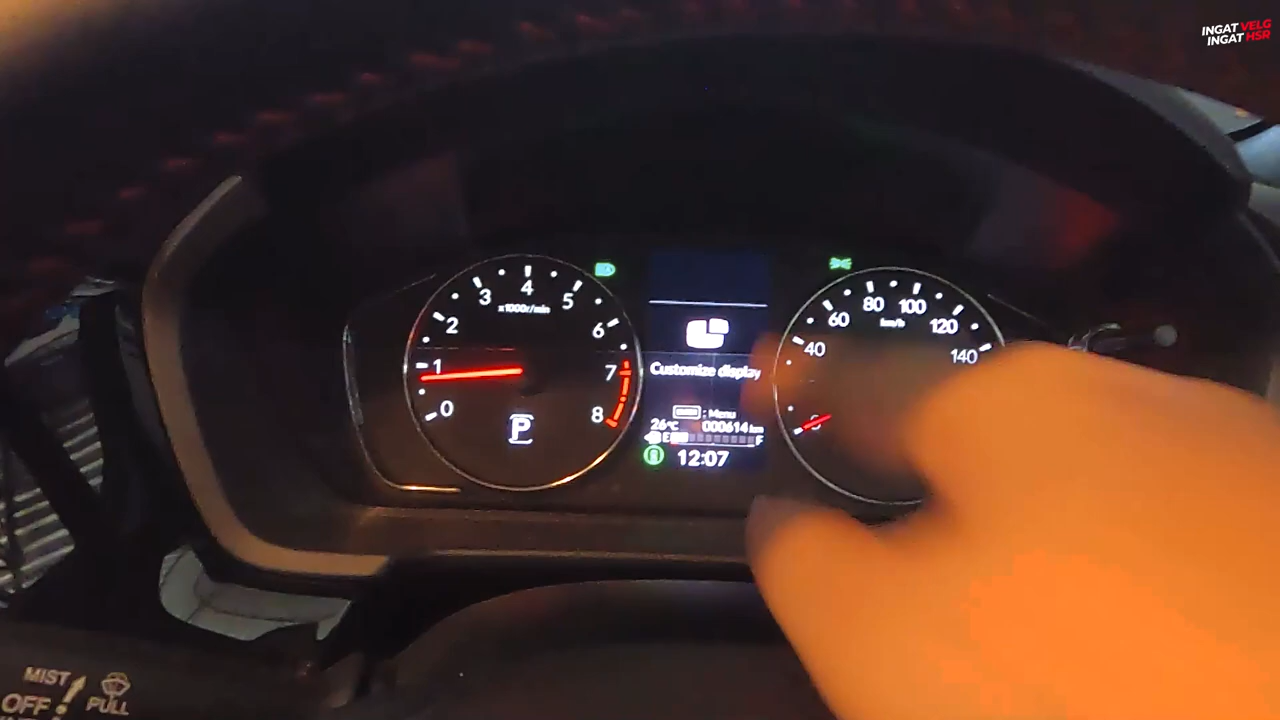 INGAT VELG
INGAT HSR
0
1
2
3
4
5
6
7
8
x1000r/min
P
Customize display
: Menu
26°C
000614 km
E
F
12:07
40
60
80
100
120
140
km/h
MIST
OFF
PULL